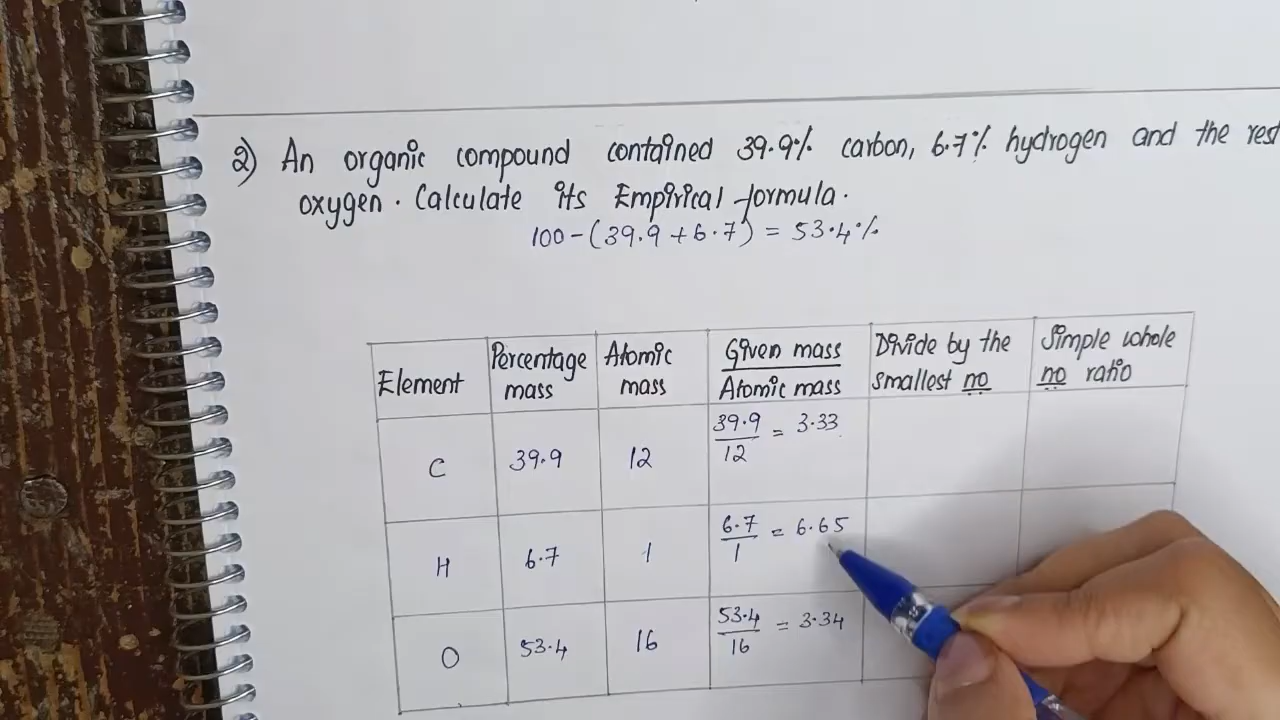 2) An organic compound contained 39.9% carbon, 6.7% hydrogen and the rest
oxygen. Calculate its Empirical formula.
100-(39.9+6.7) = 53.4%
Element Percentage mass Atomic mass Given mass / Atomic mass Divide by the smallest no Simple whole no ratio
C 39.9 12 39.9/12 = 3.33
H 6.7 1 6.7/1 = 6.65
O 53.4 16 53.4/16 = 3.34